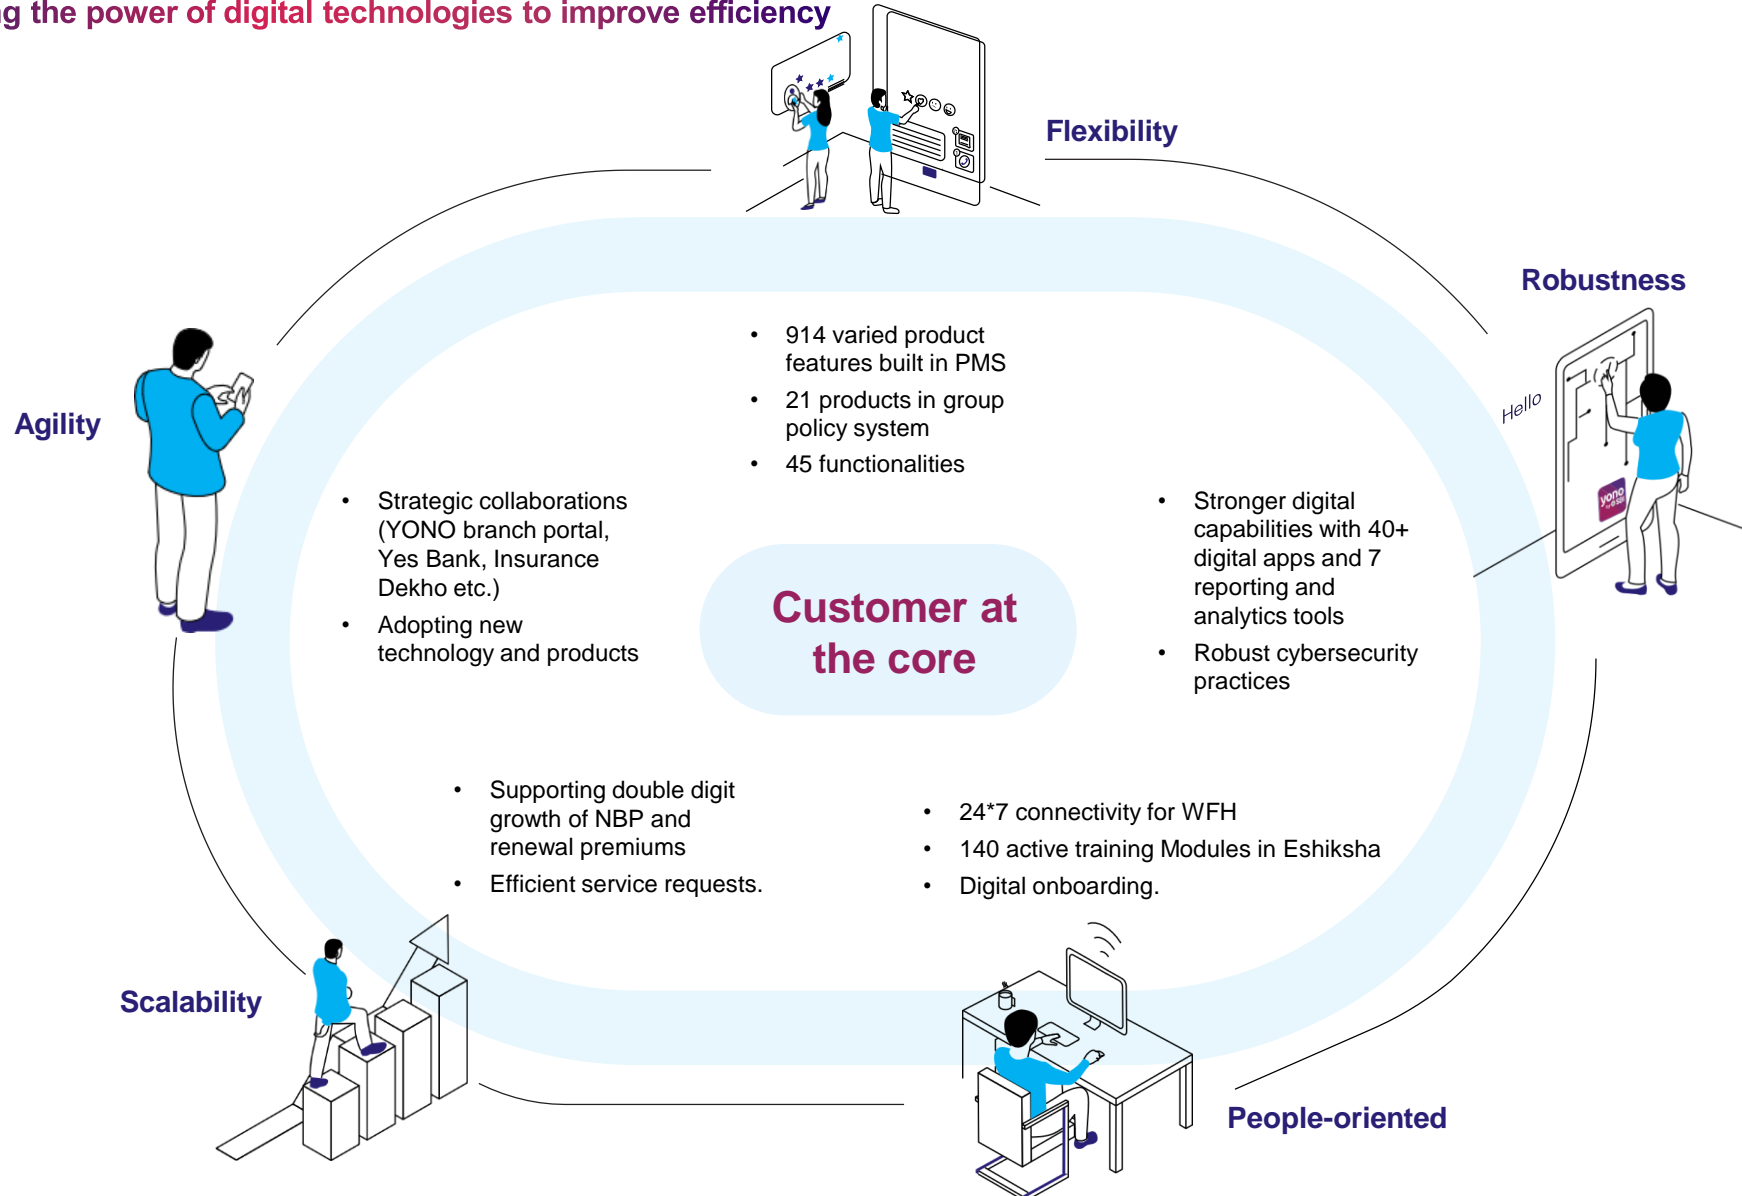 ng the power of digital technologies to improve efficiency
Flexibility
Robustness
Agility
Hello
yono
by SBI
• 914 varied product
features built in PMS
• 21 products in group
policy system
• 45 functionalities
• Strategic collaborations
(YONO branch portal,
Yes Bank, Insurance
Dekho etc.)
• Adopting new
technology and products
Customer at
the core
• Stronger digital
capabilities with 40+
digital apps and 7
reporting and
analytics tools
• Robust cybersecurity
practices
• Supporting double digit
growth of NBP and
renewal premiums
• Efficient service requests.
• 24*7 connectivity for WFH
• 140 active training Modules in Eshiksha
• Digital onboarding.
Scalability
People-oriented